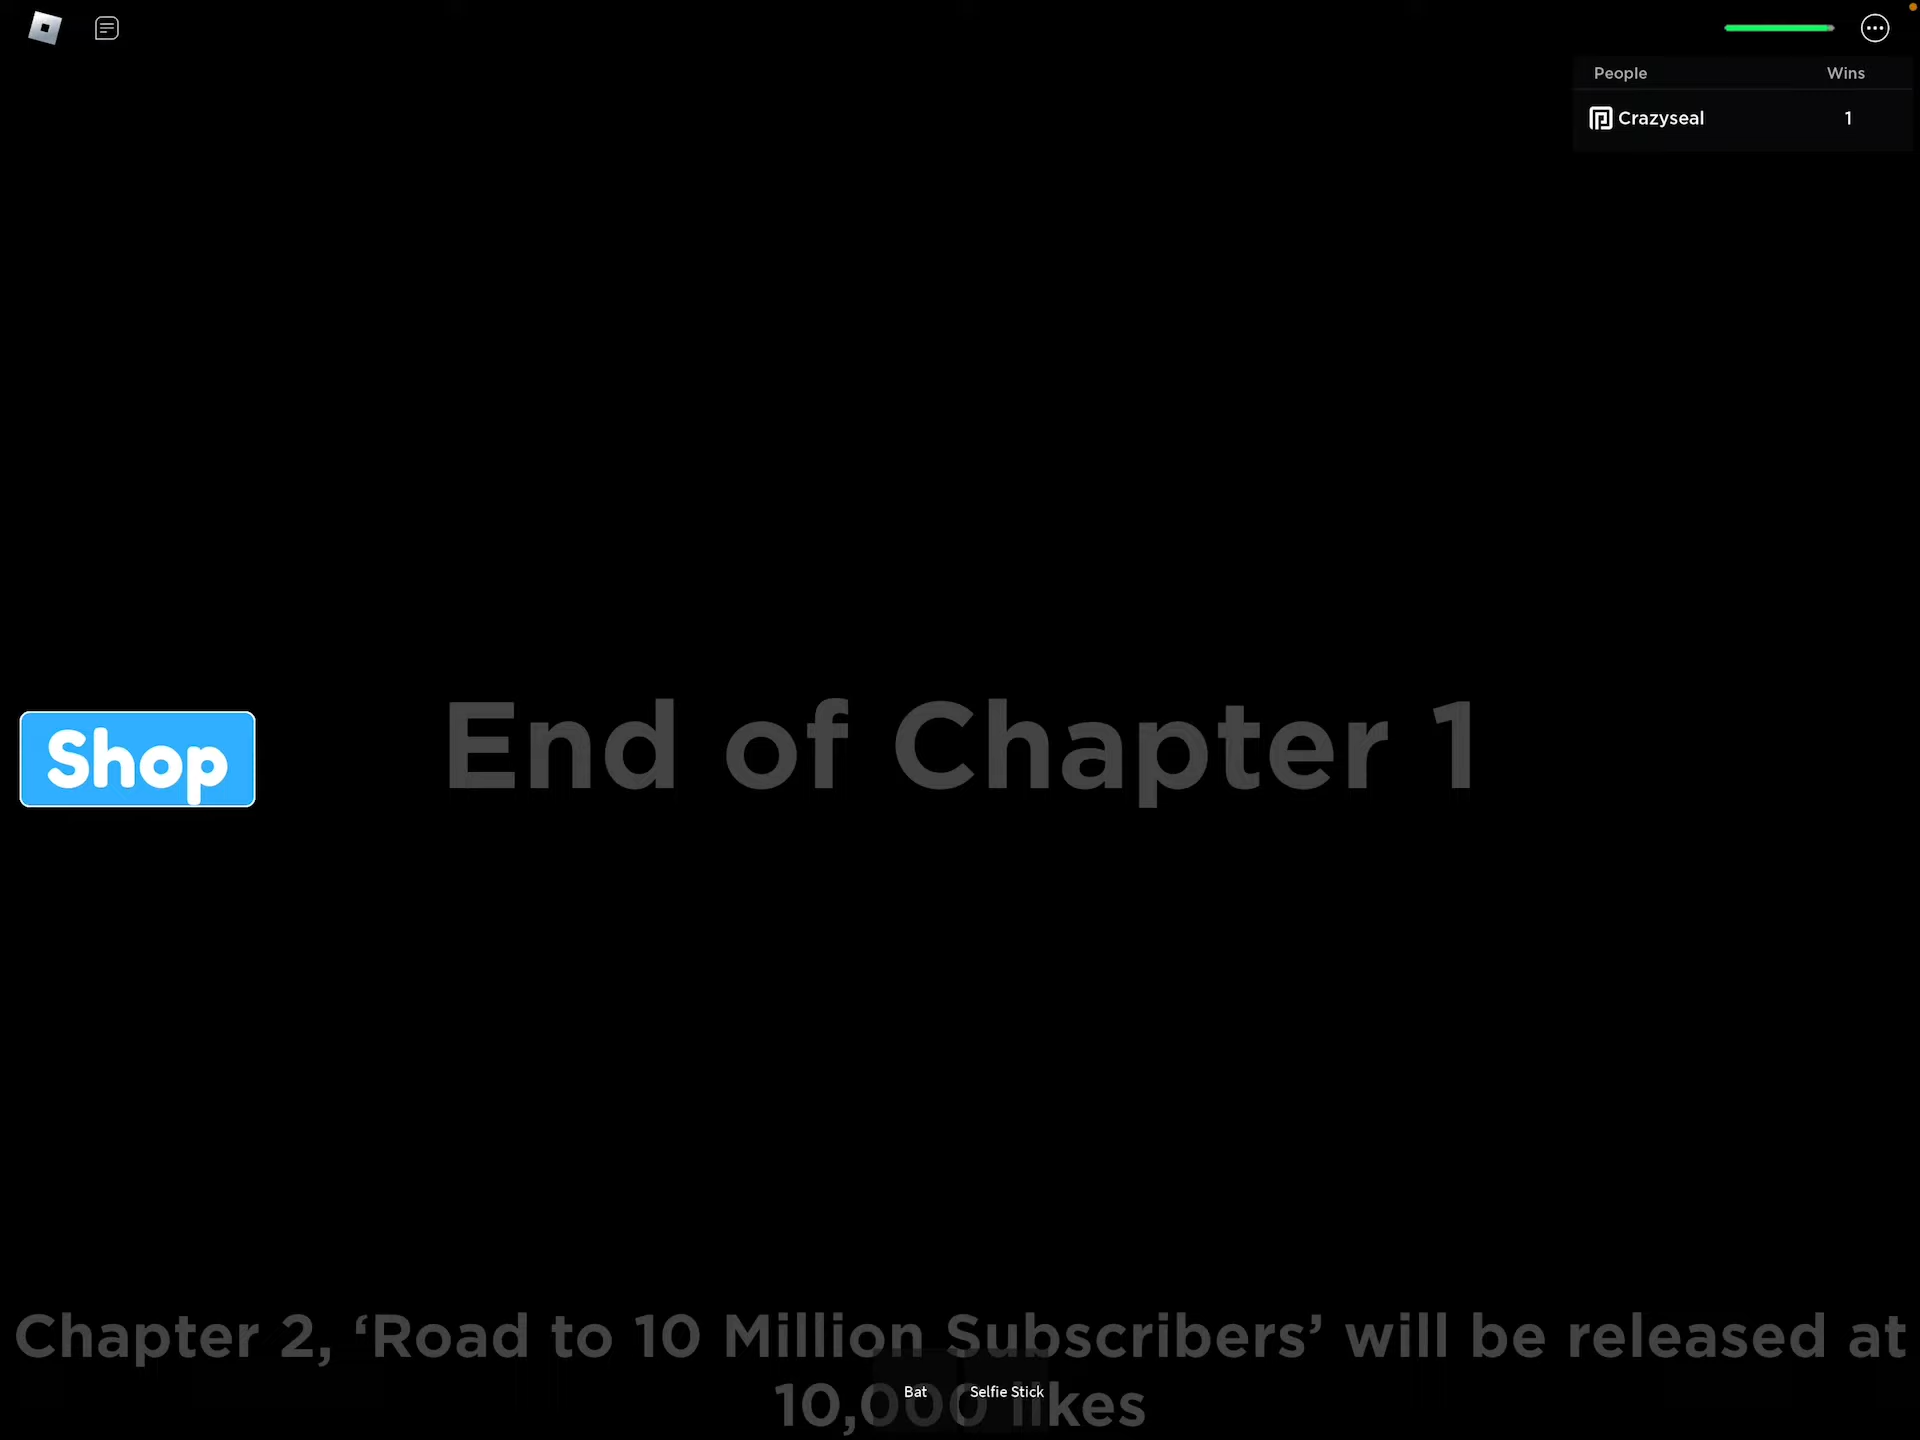 People Wins
Crazyseal 1
Shop
End of Chapter 1
Chapter 2, ‘Road to 10 Million Subscribers’ will be released at
10,000 likes
Bat Selfie Stick